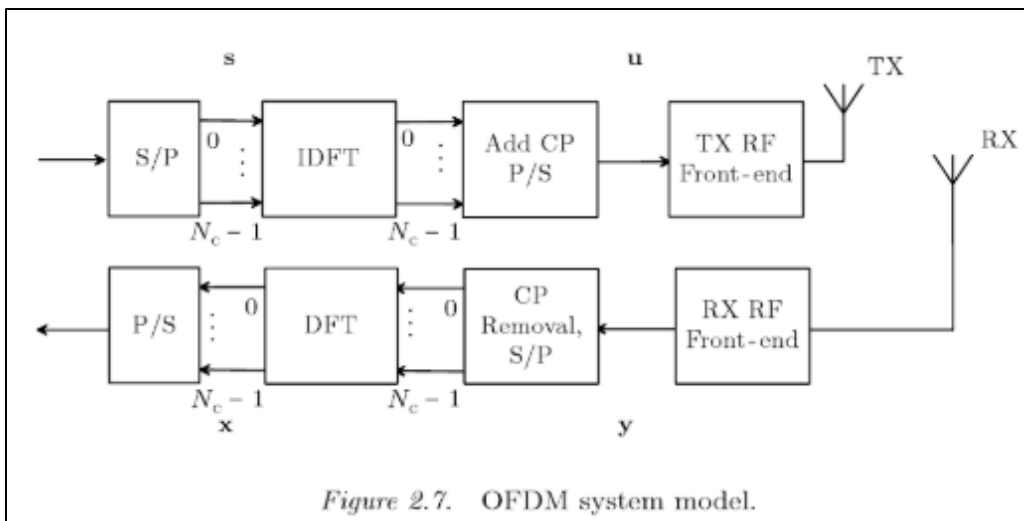 s
u
TX
RX
S/P
0
⋮
N_c − 1
IDFT
0
⋮
N_c − 1
Add CP
P/S
TX RF
Front-end
P/S
0
⋮
N_c − 1
DFT
0
⋮
N_c − 1
CP
Removal,
S/P
RX RF
Front-end
x
y
Figure 2.7. OFDM system model.